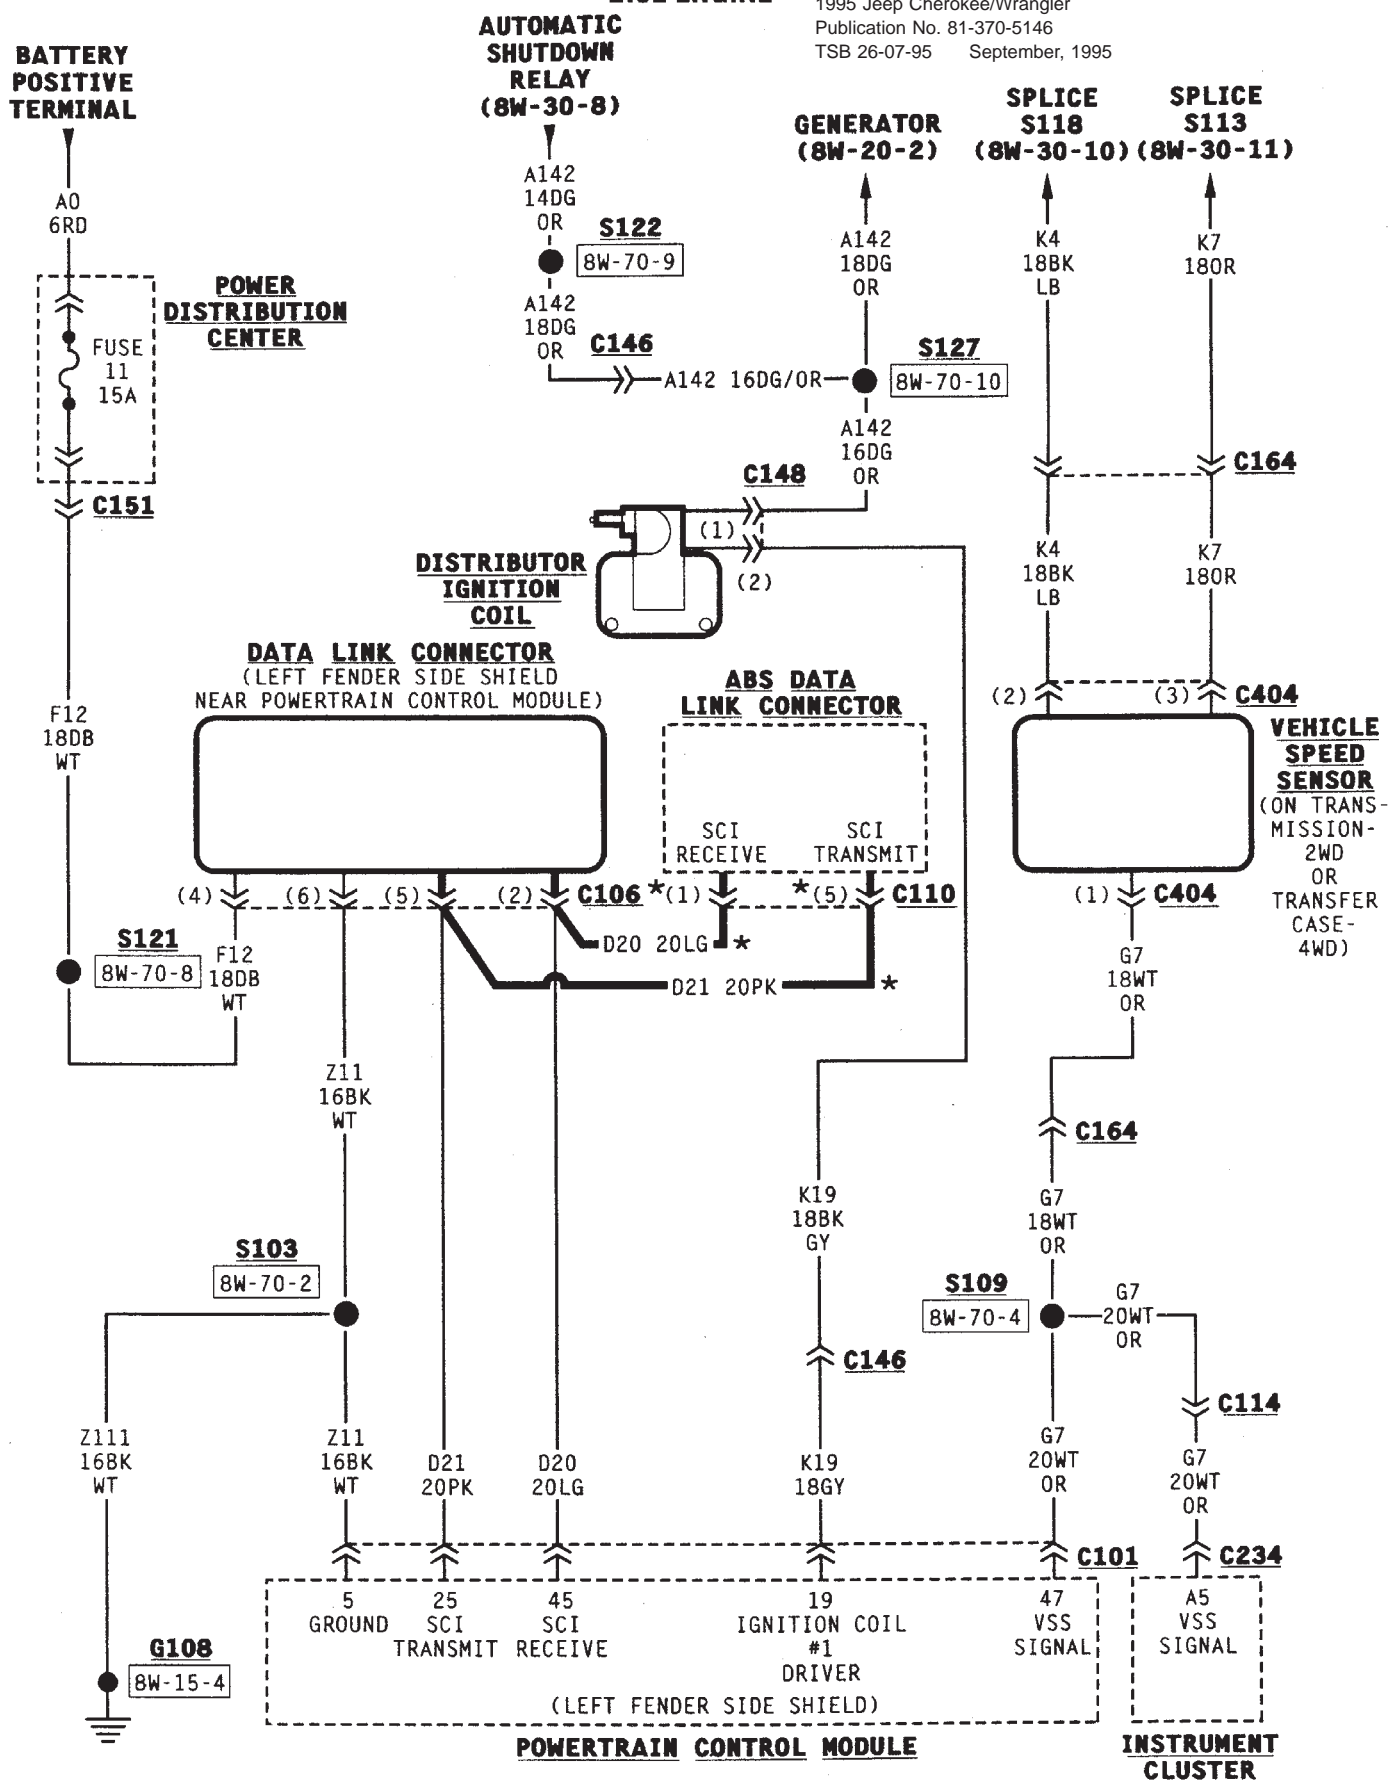 1995 Jeep Cherokee/Wrangler
Publication No. 81-370-5146
TSB 26-07-95 September, 1995
BATTERY
POSITIVE
TERMINAL
AUTOMATIC
SHUTDOWN
RELAY
(8W-30-8)
GENERATOR
(8W-20-2)
SPLICE
S118
(8W-30-10)
SPLICE
S113
(8W-30-11)
A0
6RD
A142
14DG
OR
S122
8W-70-9
A142
18DG
OR
K4
18BK
LB
K7
18OR
POWER
DISTRIBUTION
CENTER
FUSE
11
15A
A142
18DG
OR
C146
A142 16DG/OR
S127
8W-70-10
A142
16DG
OR
C151
C148
(1)
(2)
C164
DISTRIBUTOR
IGNITION
COIL
K4
18BK
LB
K7
18OR
DATA LINK CONNECTOR
(LEFT FENDER SIDE SHIELD
NEAR POWERTRAIN CONTROL MODULE)
ABS DATA
LINK CONNECTOR
(2)
(3)
C404
F12
18DB
WT
VEHICLE
SPEED
SENSOR
(ON TRANS-
MISSION-
2WD
OR
TRANSFER
CASE-
4WD)
SCI
RECEIVE
SCI
TRANSMIT
(4)
(6)
(5)
(2)
C106
*(1)
*(5)
C110
(1)
C404
S121
8W-70-8
F12
18DB
WT
D20 20LG
*
D21 20PK
*
G7
18WT
OR
Z11
16BK
WT
C164
K19
18BK
GY
G7
18WT
OR
S103
8W-70-2
S109
8W-70-4
G7
20WT
OR
C146
C114
Z111
16BK
WT
Z11
16BK
WT
D21
20PK
D20
20LG
K19
18GY
G7
20WT
OR
G7
20WT
OR
C101
C234
5
GROUND
25
SCI
TRANSMIT
45
SCI
RECEIVE
19
IGNITION COIL
#1
DRIVER
47
VSS
SIGNAL
A5
VSS
SIGNAL
G108
8W-15-4
(LEFT FENDER SIDE SHIELD)
POWERTRAIN CONTROL MODULE
INSTRUMENT
CLUSTER